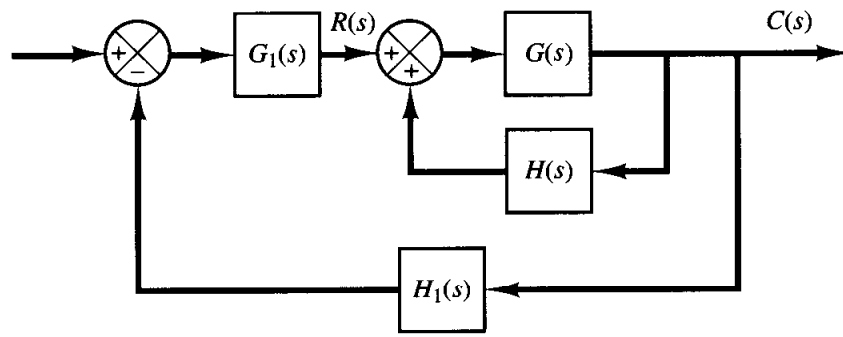 R(s) C(s)
+ − G₁(s) + + G(s)
H(s)
H₁(s)